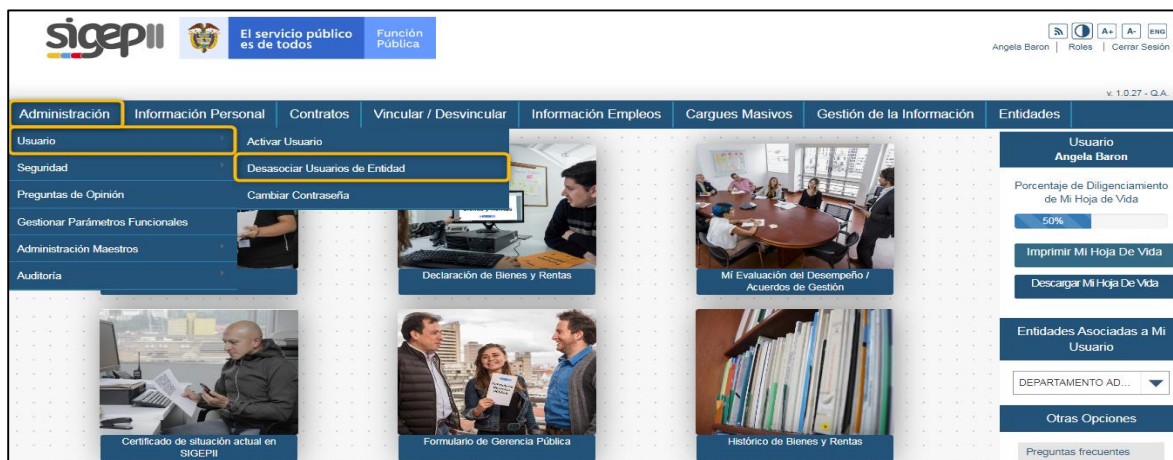 sigepII
El servicio público
es de todos
Función
Pública
A+ A- ENG
Angela Baron | Roles | Cerrar Sesión
v. 1.0.27 - Q.A.
Administración Información Personal Contratos Vincular / Desvincular Información Empleos Cargues Masivos Gestión de la Información Entidades
Usuario
Seguridad
Preguntas de Opinión
Gestionar Parámetros Funcionales
Administración Maestros
Auditoría
Activar Usuario
Desasociar Usuarios de Entidad
Cambiar Contraseña
Declaración de Bienes y Rentas
Mí Evaluación del Desempeño /
Acuerdos de Gestión
Certificado de situación actual en
SIGEPII
Formulario de Gerencia Pública
Histórico de Bienes y Rentas
Usuario
Angela Baron
Porcentaje de Diligenciamiento
de Mi Hoja de Vida
50%
Imprimir Mi Hoja De Vida
Descargar Mi Hoja De Vida
Entidades Asociadas a Mi
Usuario
DEPARTAMENTO AD...
Otras Opciones
Preguntas frecuentes